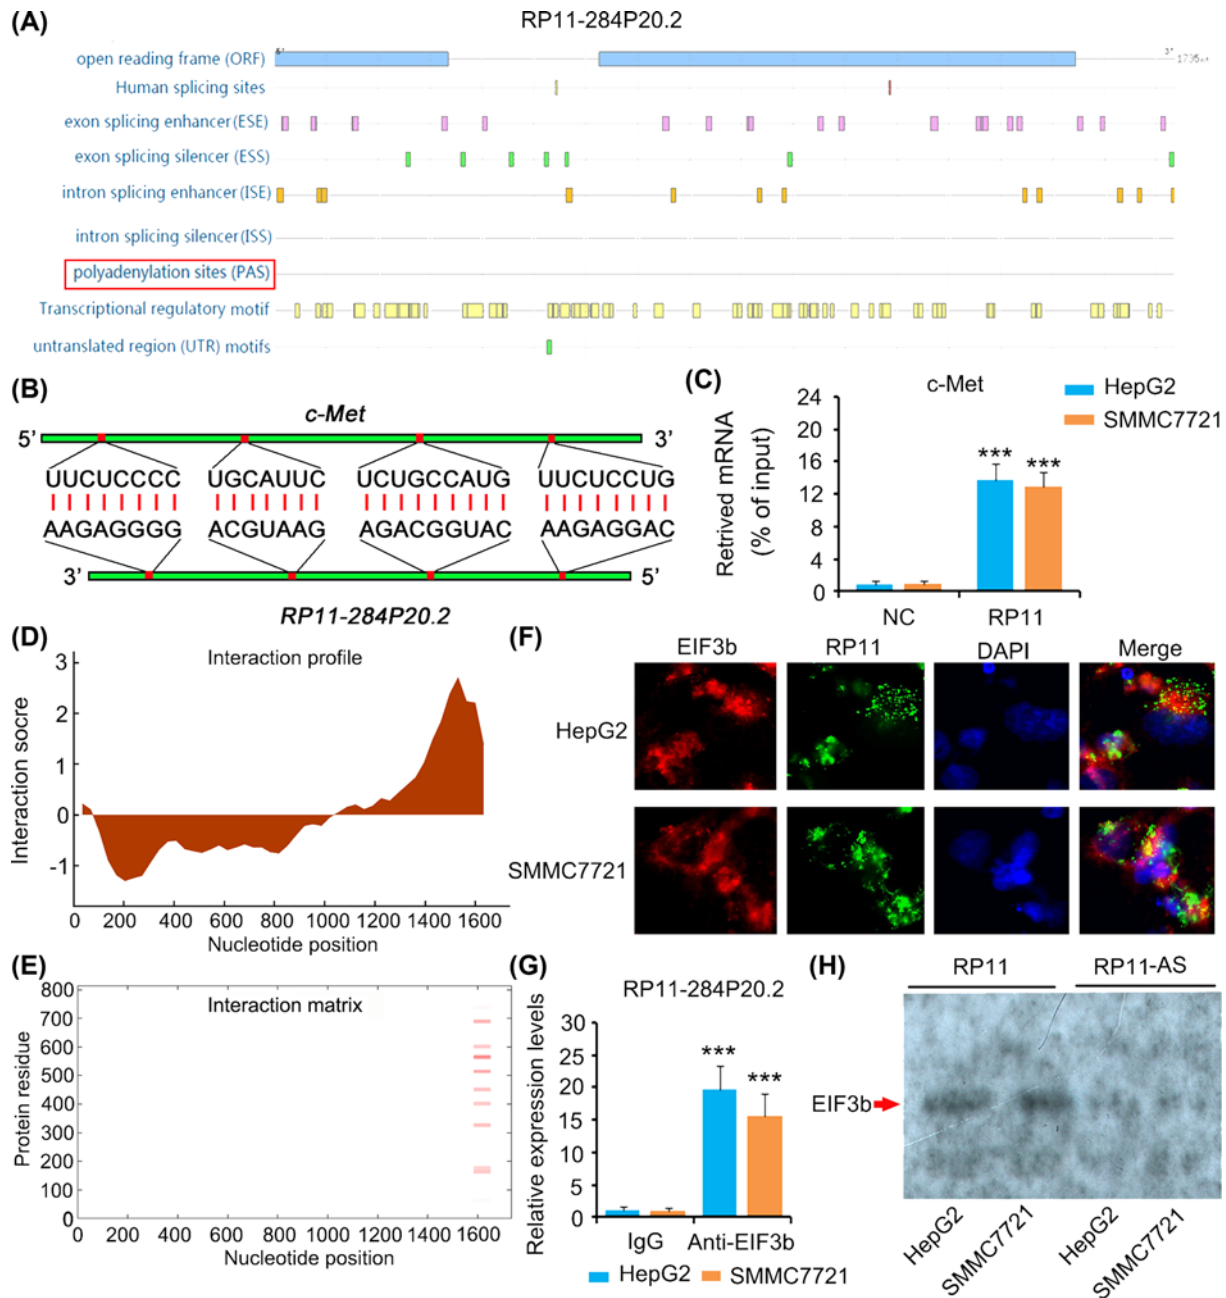 (A)
RP11-284P20.2
5'
3'
open reading frame (ORF)
Human splicing sites
exon splicing enhancer (ESE)
exon splicing silencer (ESS)
intron splicing enhancer (ISE)
intron splicing silencer (ISS)
polyadenylation sites (PAS)
Transcriptional regulatory motif
untranslated region (UTR) motifs
(B)
c-Met
5’ 3’
UUCUCCCC UGCAUUC UCUGCCAUG UUCUCCUG
AAGAGGGG ACGUAAG AGACGGUAC AAGAGGAC
3’ 5’
RP11-284P20.2
(C)
c-Met
HepG2
SMMC7721
Retrived mRNA
(% of input)
24
20
16
12
8
4
0
*** ***
NC RP11
(D)
Interaction profile
Interaction socre
3
2
1
0
-1
0 200 400 600 800 1000 1200 1400 1600
Nucleotide position
(E)
Interaction matrix
Protein residue
800
700
600
500
400
300
200
100
0
0 200 400 600 800 1000 1200 1400 1600
Nucleotide position
(F)
EIF3b RP11 DAPI Merge
HepG2
SMMC7721
(G)
RP11-284P20.2
Relative expression levels
30
25
20
15
10
5
0
*** ***
IgG Anti-EIF3b
HepG2 SMMC7721
(H)
RP11 RP11-AS
EIF3b
HepG2 SMMC7721 HepG2 SMMC7721